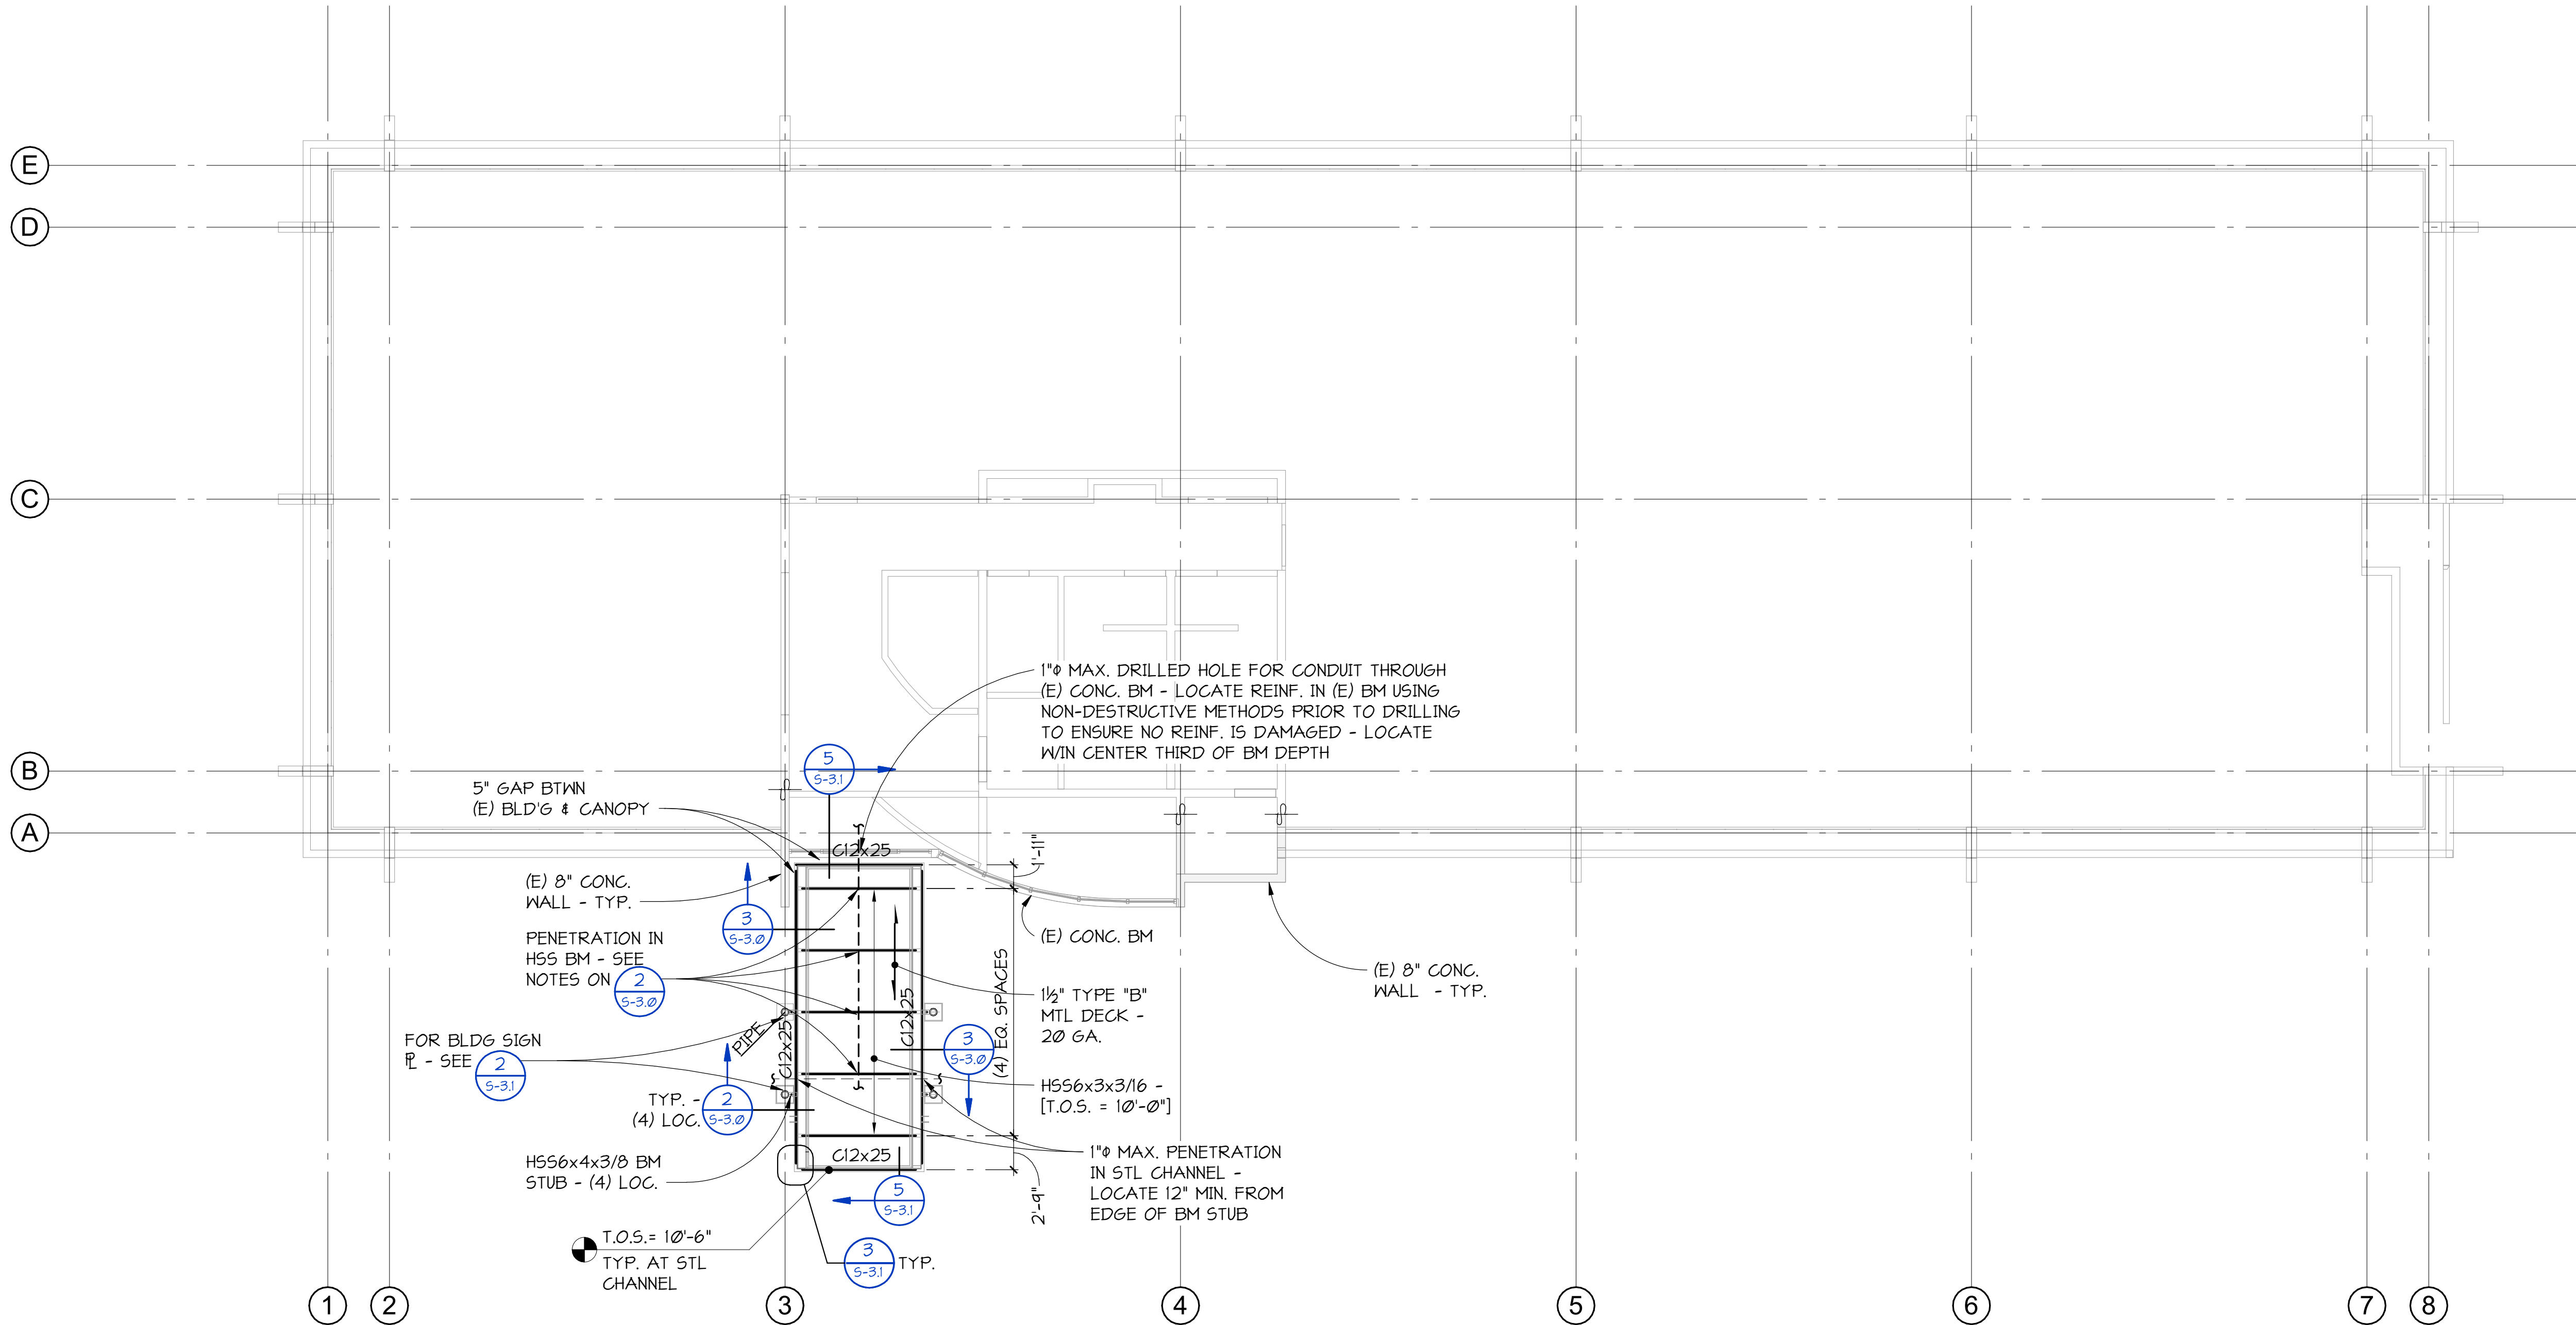 E
D
C
B
A
1"Φ MAX. DRILLED HOLE FOR CONDUIT THROUGH
(E) CONC. BM - LOCATE REINF. IN (E) BM USING
NON-DESTRUCTIVE METHODS PRIOR TO DRILLING
TO ENSURE NO REINF. IS DAMAGED - LOCATE
W/IN CENTER THIRD OF BM DEPTH
5
S-3.1
5" GAP BTWN
(E) BLD'G & CANOPY
C12x25
1'-11"
(E) 8" CONC.
WALL - TYP.
3
S-3.0
PENETRATION IN
HSS BM - SEE
NOTES ON
2
S-3.0
(E) CONC. BM
(E) 8" CONC.
WALL - TYP.
(4) EQ. SPACES
1½" TYPE "B"
MTL DECK -
20 GA.
C12x25
C12x25
PIPE
FOR BLDG SIGN
PL - SEE
2
S-3.1
3
S-3.0
HSS6x3x3/16 -
[T.O.S. = 10'-0"]
TYP. -
(4) LOC.
2
S-3.0
HSS6x4x3/8 BM
STUB - (4) LOC.
C12x25
1"Φ MAX. PENETRATION
IN STL CHANNEL -
LOCATE 12" MIN. FROM
EDGE OF BM STUB
2'-9"
5
S-3.1
T.O.S.= 10'-6"
TYP. AT STL
CHANNEL
3
S-3.1
TYP.
1
2
3
4
5
6
7
8